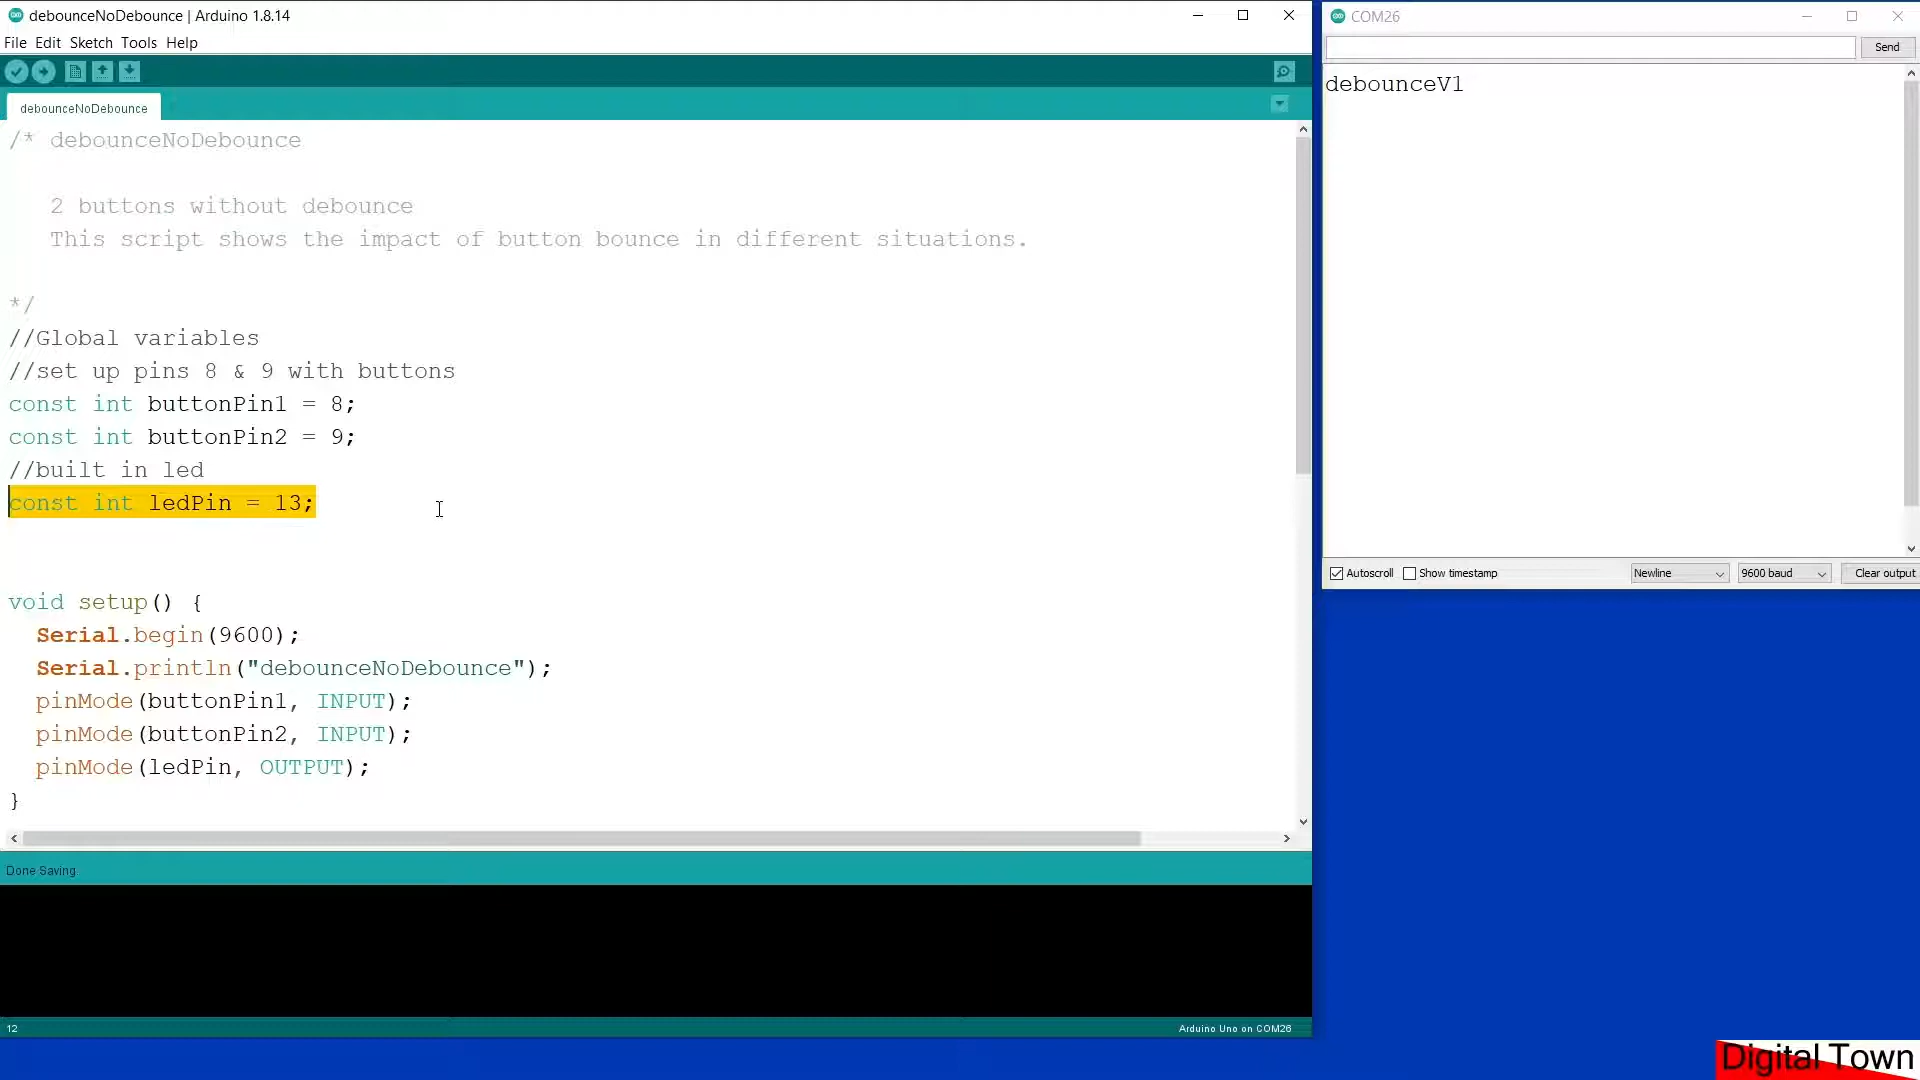 debounceNoDebounce | Arduino 1.8.14
File Edit Sketch Tools Help
debounceNoDebounce
/* debounceNoDebounce
2 buttons without debounce
This script shows the impact of button bounce in different situations.
*/
//Global variables
//set up pins 8 & 9 with buttons
const int buttonPin1 = 8;
const int buttonPin2 = 9;
//built in led
const int ledPin = 13;
void setup() {
Serial.begin(9600);
Serial.println("debounceNoDebounce");
pinMode(buttonPin1, INPUT);
pinMode(buttonPin2, INPUT);
pinMode(ledPin, OUTPUT);
}
Done Saving
12
Arduino Uno on COM26
COM26
Send
debounceV1
Autoscroll Show timestamp Newline 9600 baud Clear output
Digital Town